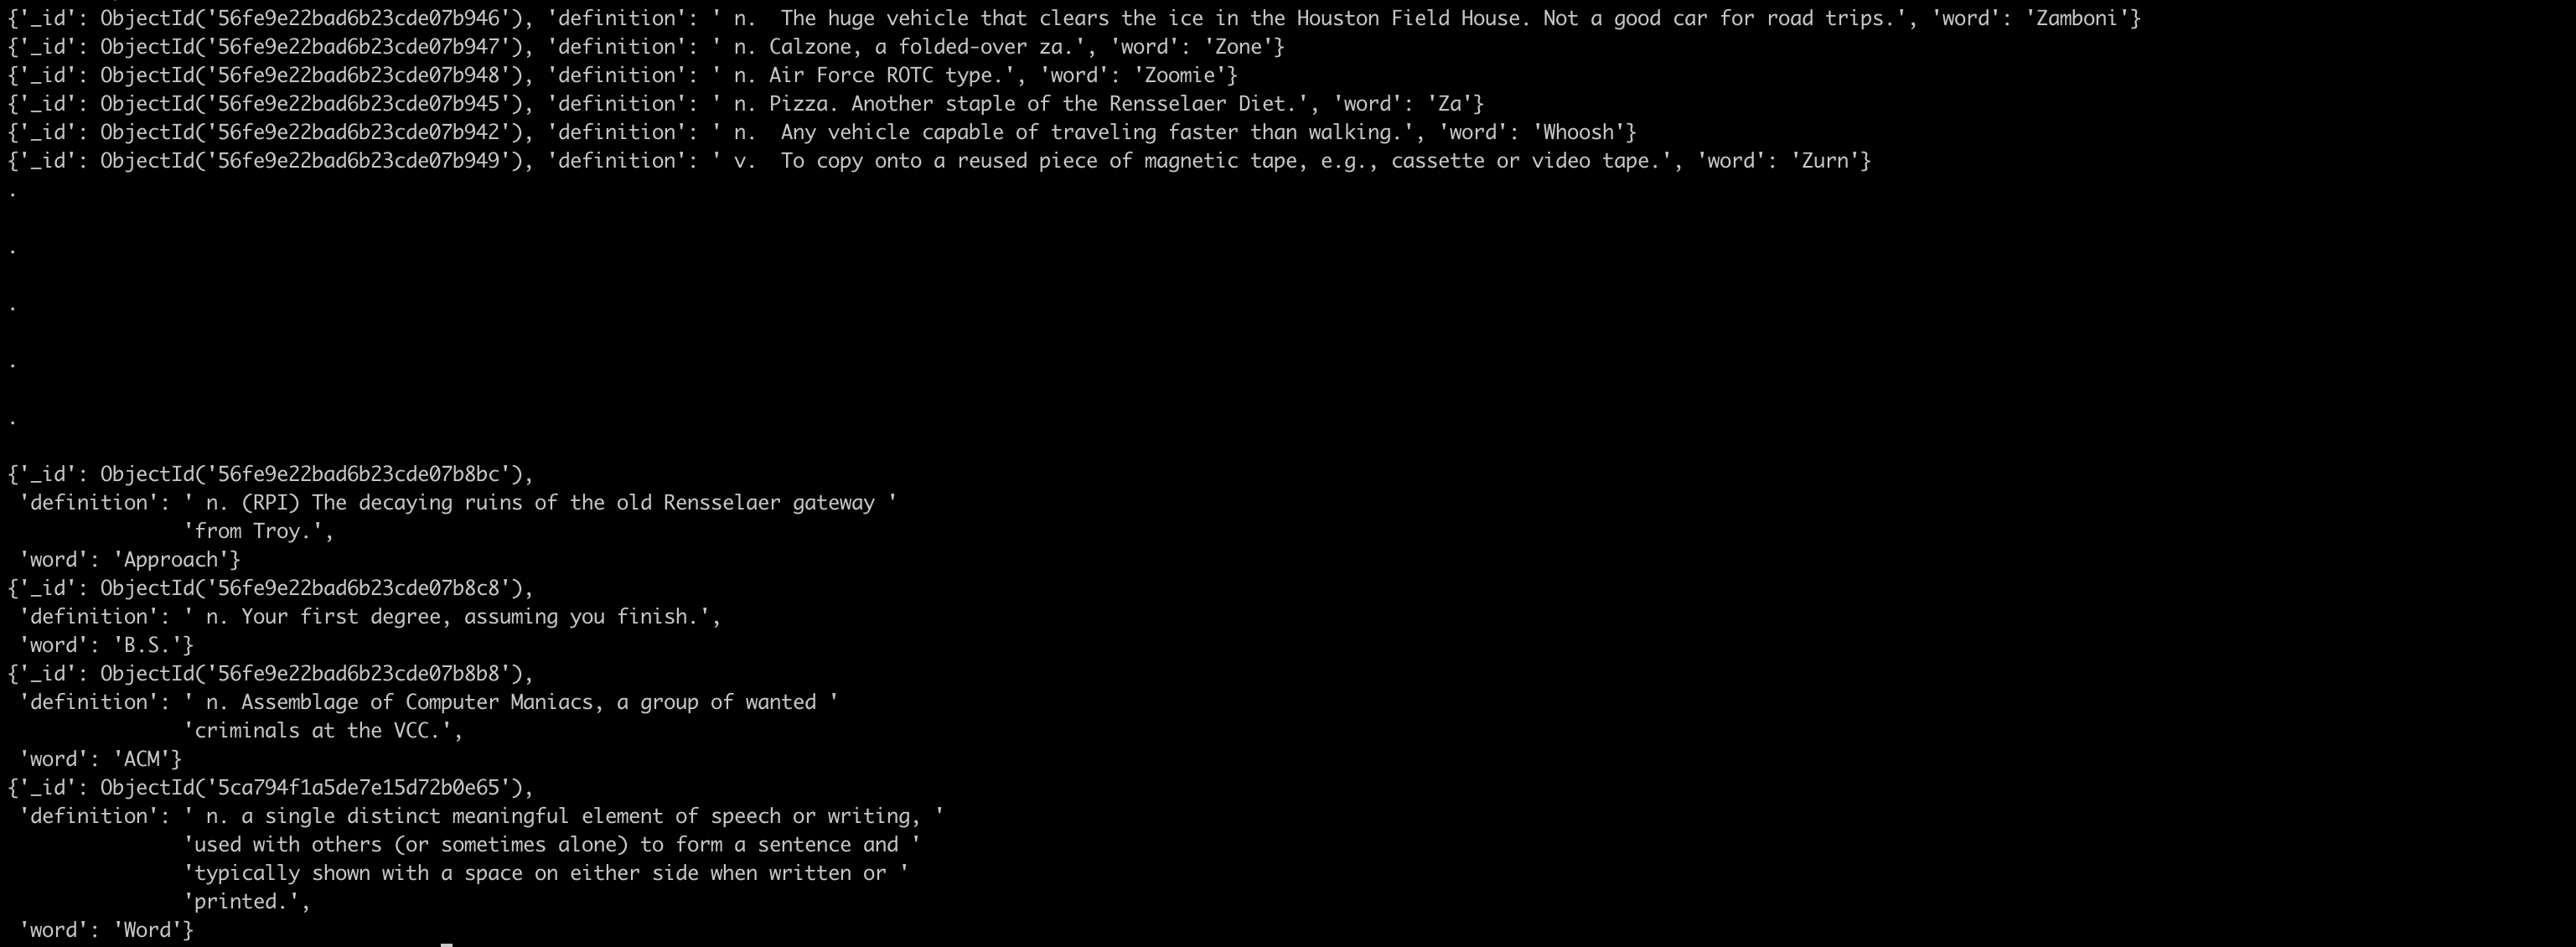 {'_id': ObjectId('56fe9e22bad6b23cde07b946'), 'definition': ' n.  The huge vehicle that clears the ice in the Houston Field House. Not a good car for road trips.', 'word': 'Zamboni'}
{'_id': ObjectId('56fe9e22bad6b23cde07b947'), 'definition': ' n. Calzone, a folded-over za.', 'word': 'Zone'}
{'_id': ObjectId('56fe9e22bad6b23cde07b948'), 'definition': ' n. Air Force ROTC type.', 'word': 'Zoomie'}
{'_id': ObjectId('56fe9e22bad6b23cde07b945'), 'definition': ' n. Pizza. Another staple of the Rensselaer Diet.', 'word': 'Za'}
{'_id': ObjectId('56fe9e22bad6b23cde07b942'), 'definition': ' n.  Any vehicle capable of traveling faster than walking.', 'word': 'Whoosh'}
{'_id': ObjectId('56fe9e22bad6b23cde07b949'), 'definition': ' v.  To copy onto a reused piece of magnetic tape, e.g., cassette or video tape.', 'word': 'Zurn'}
.
.
.
.
.
{'_id': ObjectId('56fe9e22bad6b23cde07b8bc'),
 'definition': ' n. (RPI) The decaying ruins of the old Rensselaer gateway '
               'from Troy.',
 'word': 'Approach'}
{'_id': ObjectId('56fe9e22bad6b23cde07b8c8'),
 'definition': ' n. Your first degree, assuming you finish.',
 'word': 'B.S.'}
{'_id': ObjectId('56fe9e22bad6b23cde07b8b8'),
 'definition': ' n. Assemblage of Computer Maniacs, a group of wanted '
               'criminals at the VCC.',
 'word': 'ACM'}
{'_id': ObjectId('5ca794f1a5de7e15d72b0e65'),
 'definition': ' n. a single distinct meaningful element of speech or writing, '
               'used with others (or sometimes alone) to form a sentence and '
               'typically shown with a space on either side when written or '
               'printed.',
 'word': 'Word'}